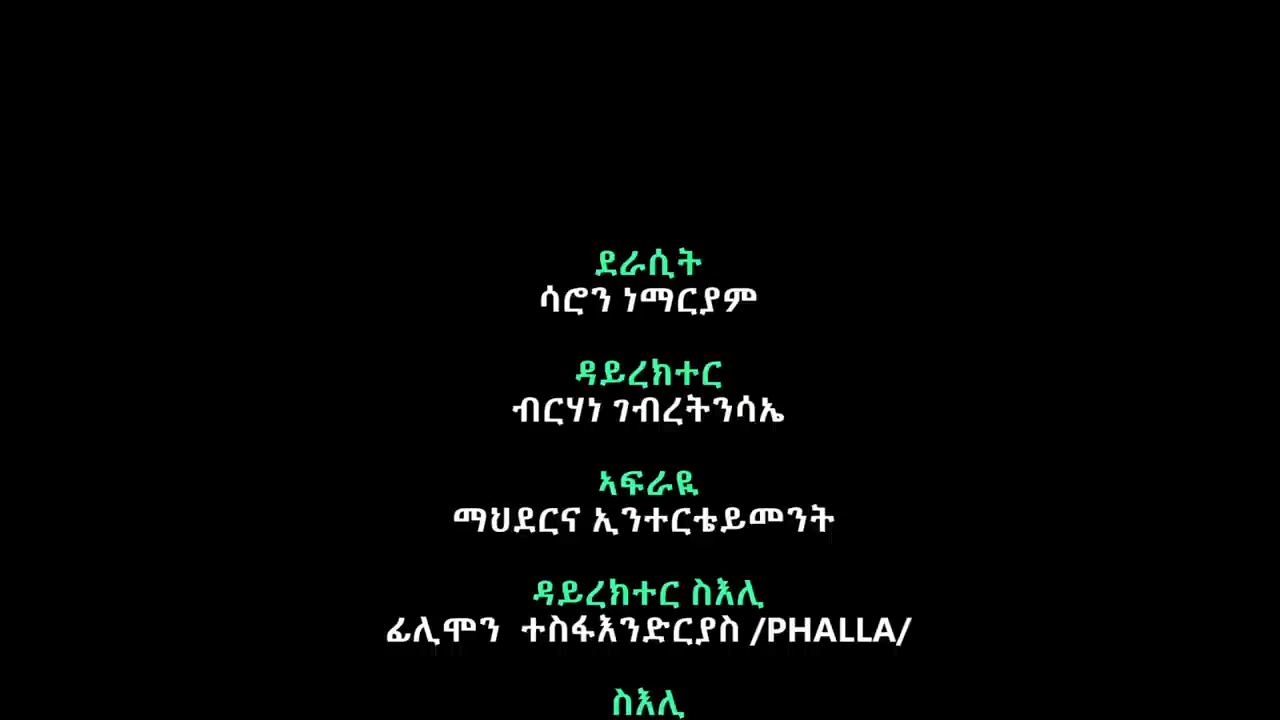 ደራሲት
ሳሮን ነማርያም
ዳይረክተር
ብርሃነ ገብረትንሳኤ
ኣፍራዪ
ማህደርና ኢንተርቴይመንት
ዳይረክተር ስእሊ
ፊሊሞን ተስፋእንድርያስ /PHALLA/
ስእሊ